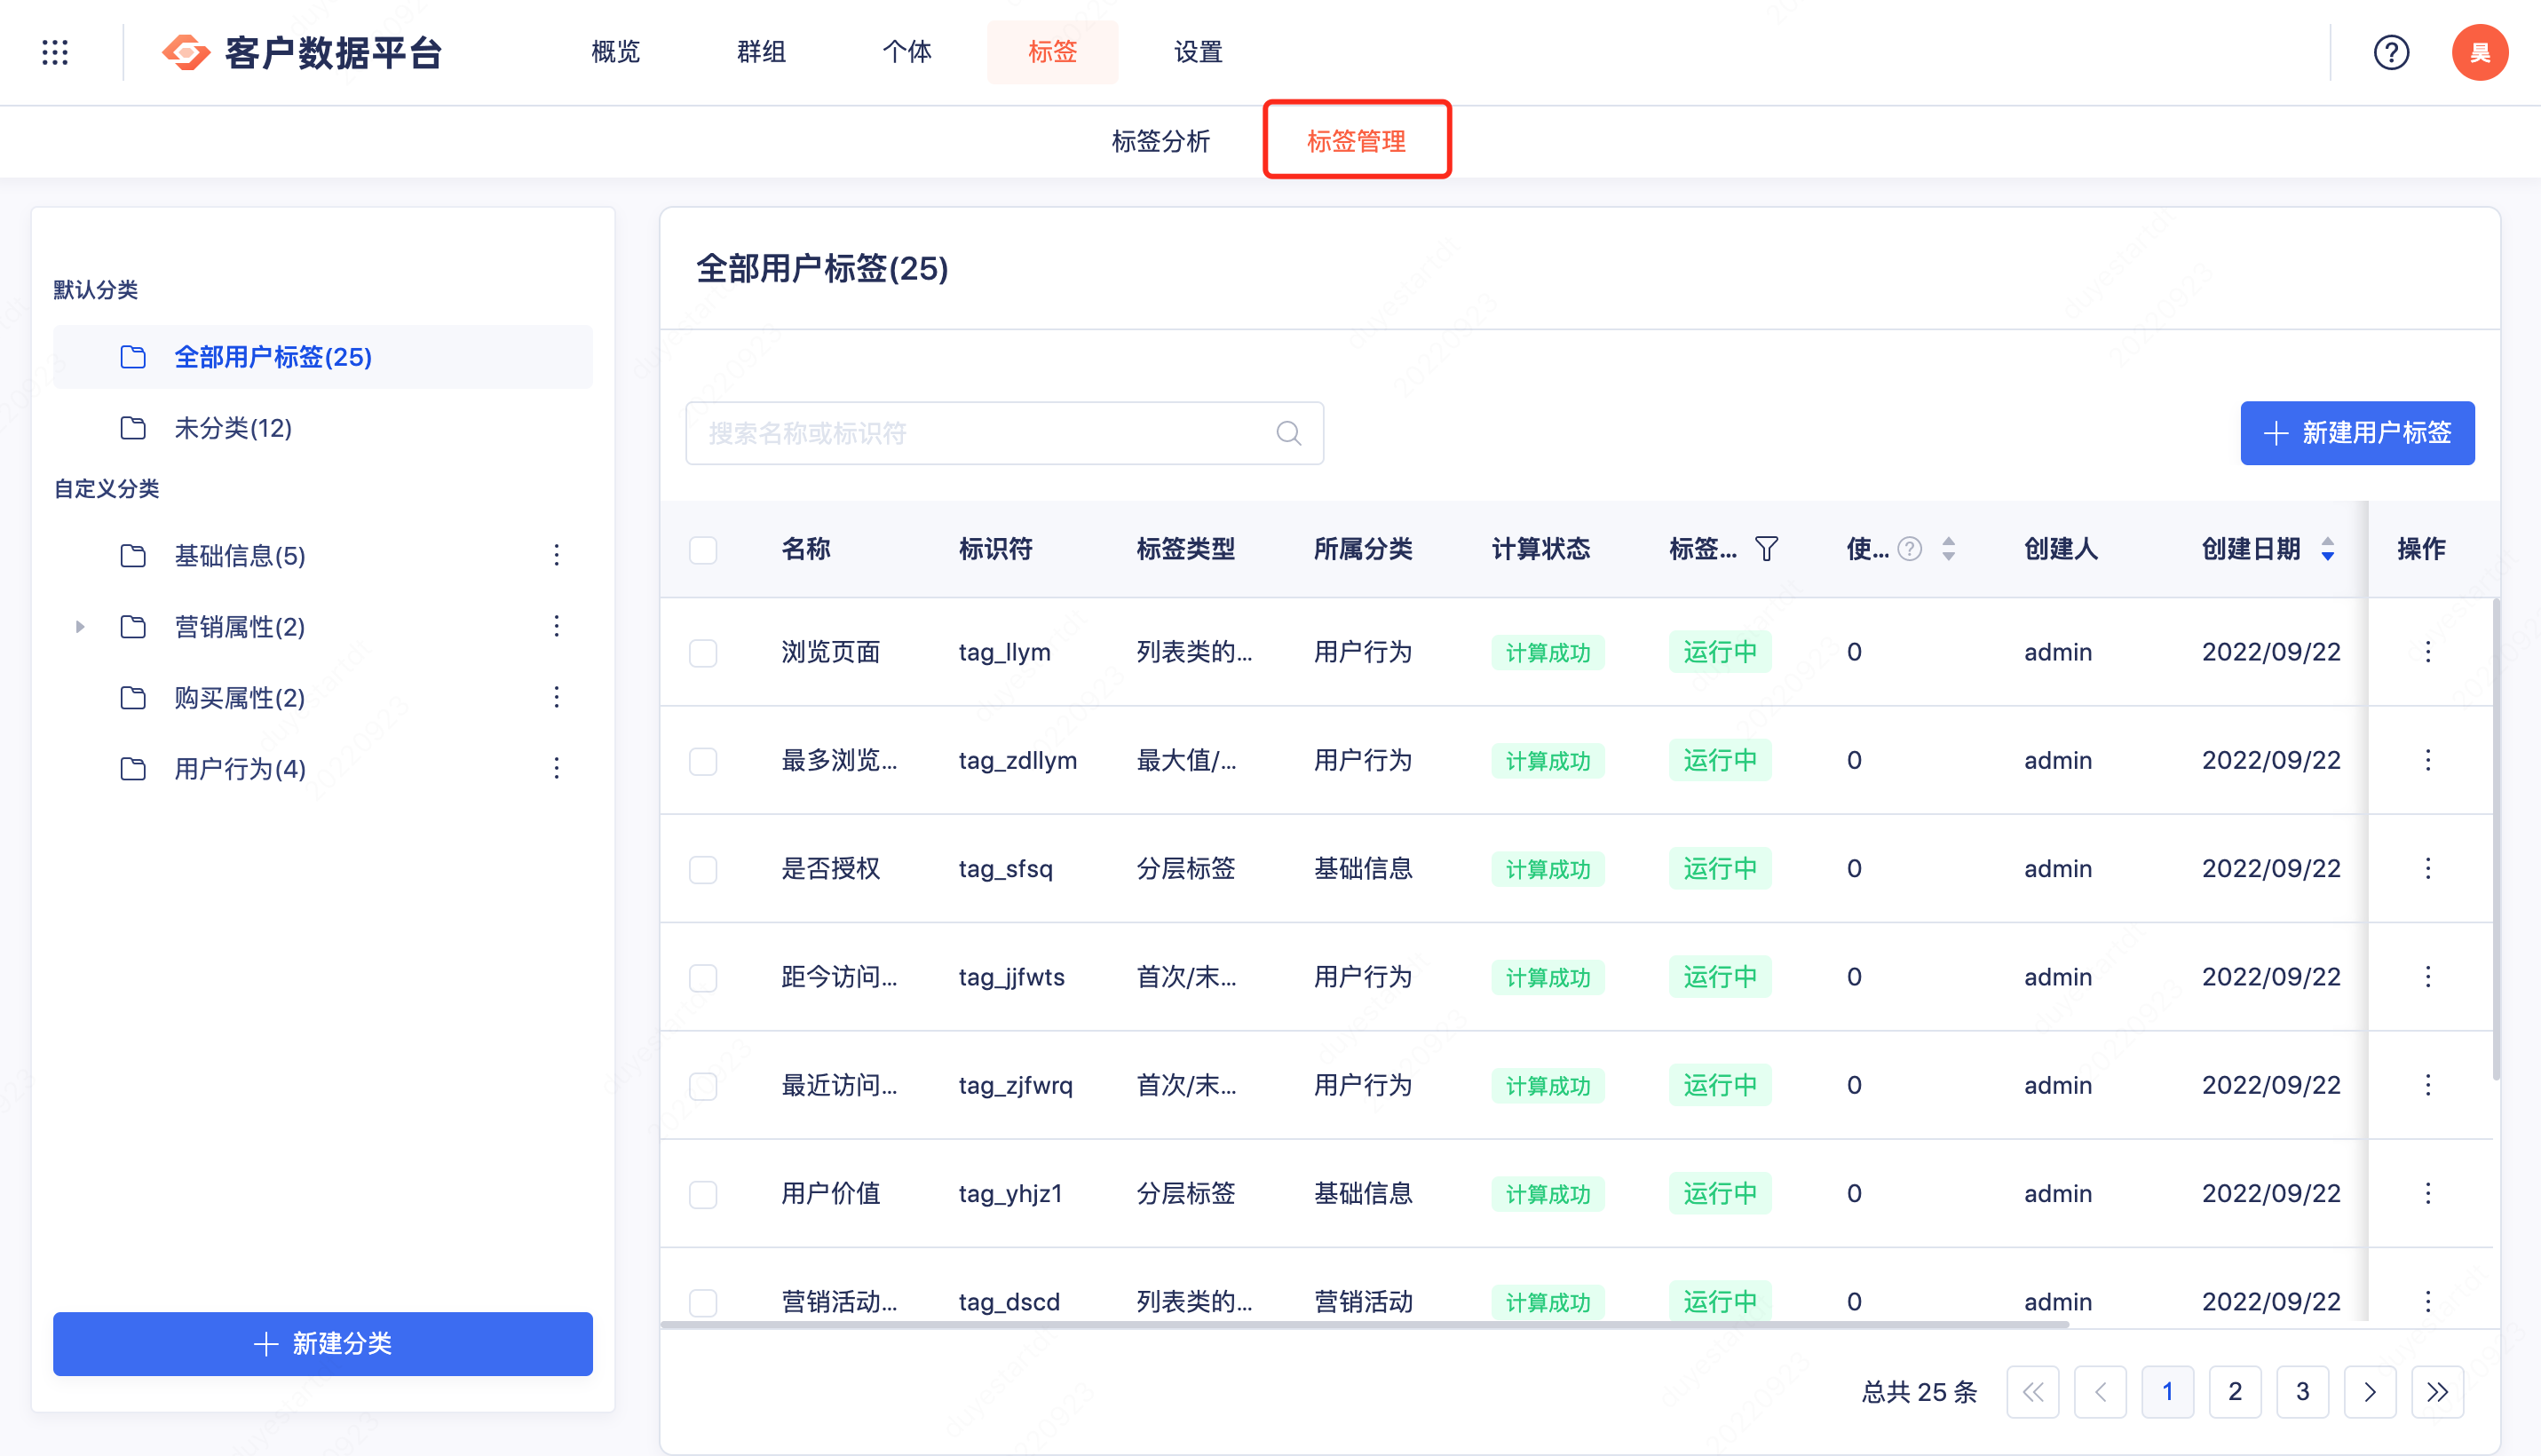 客户数据平台
概览
群组
个体
标签
设置
昊
标签分析
标签管理
默认分类
全部用户标签(25)
未分类(12)
自定义分类
基础信息(5)
营销属性(2)
购买属性(2)
用户行为(4)
新建分类
全部用户标签(25)
搜索名称或标识符
新建用户标签
名称 标识符 标签类型 所属分类 计算状态 标签... 使... 创建人 创建日期 操作
浏览页面 tag_llym 列表类的... 用户行为 计算成功 运行中 0 admin 2022/09/22
最多浏览... tag_zdllym 最大值/... 用户行为 计算成功 运行中 0 admin 2022/09/22
是否授权 tag_sfsq 分层标签 基础信息 计算成功 运行中 0 admin 2022/09/22
距今访问... tag_jjfwts 首次/末... 用户行为 计算成功 运行中 0 admin 2022/09/22
最近访问... tag_zjfwrq 首次/末... 用户行为 计算成功 运行中 0 admin 2022/09/22
用户价值 tag_yhjz1 分层标签 基础信息 计算成功 运行中 0 admin 2022/09/22
营销活动... tag_dscd 列表类的... 营销活动 计算成功 运行中 0 admin 2022/09/22
总共 25 条 1 2 3
duyestartdt
20220923